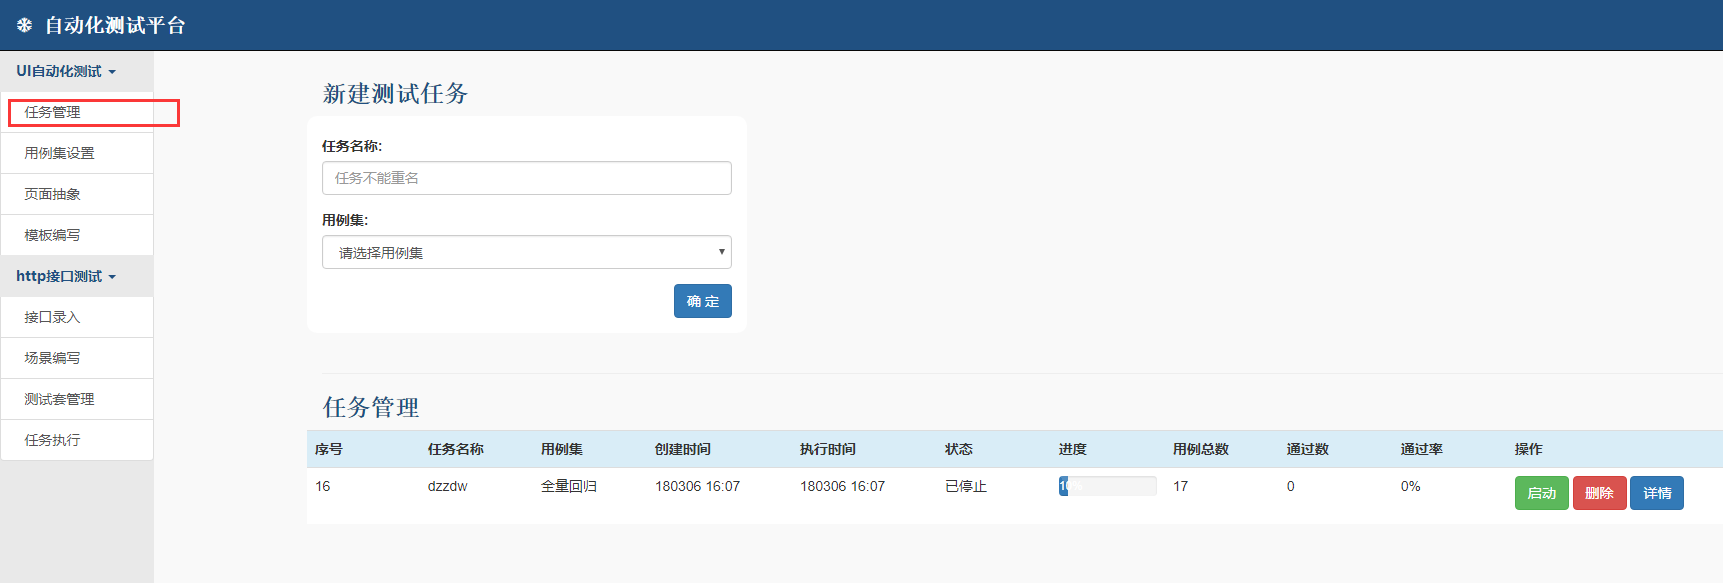 自动化测试平台
UI自动化测试
任务管理
用例集设置
页面抽象
模板编写
http接口测试
接口录入
场景编写
测试套管理
任务执行
新建测试任务
任务名称:
任务不能重名
用例集:
请选择用例集
确 定
任务管理
序号 任务名称 用例集 创建时间 执行时间 状态 进度 用例总数 通过数 通过率 操作
16 dzzdw 全量回归 180306 16:07 180306 16:07 已停止 10% 17 0 0% 启动 删除 详情